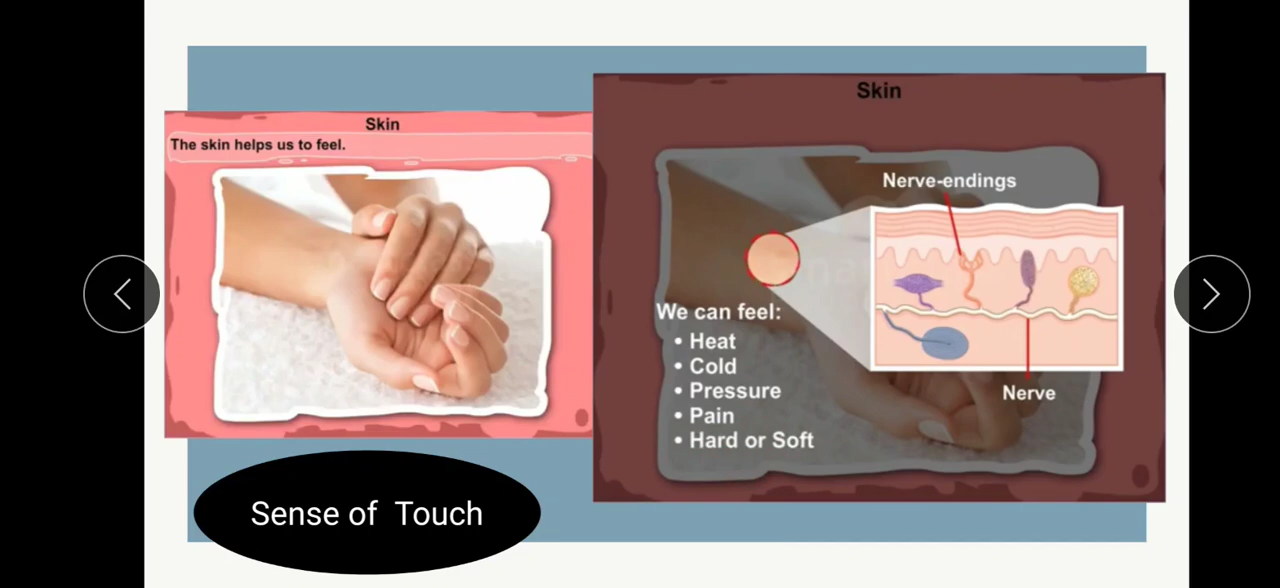 Skin
The skin helps us to feel.
Sense of Touch
Skin
Nerve-endings
We can feel:
• Heat
• Cold
• Pressure
• Pain
• Hard or Soft
Nerve